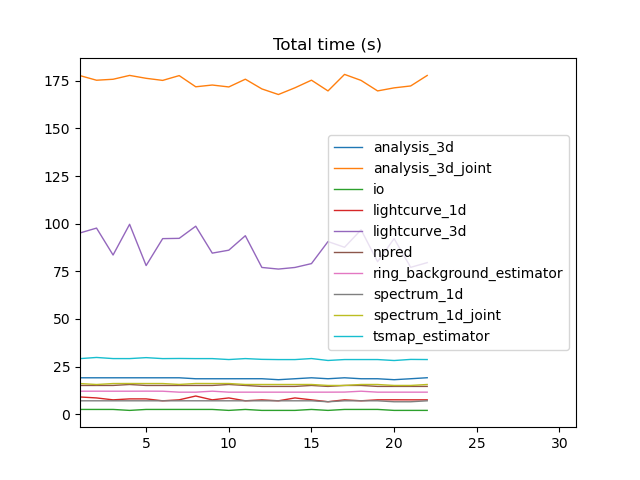 Total time (s)
175
150
125
100
75
50
25
0
analysis_3d
analysis_3d_joint
io
lightcurve_1d
lightcurve_3d
npred
ring_background_estimator
spectrum_1d
spectrum_1d_joint
tsmap_estimator
5 10 15 20 25 30